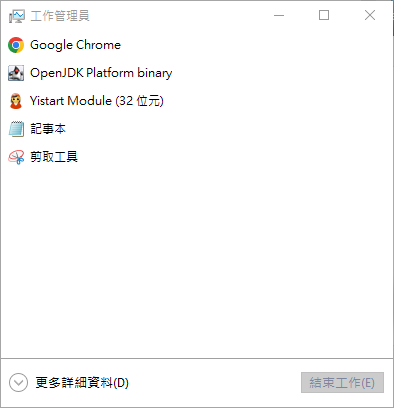 工作管理員
Google Chrome
OpenJDK Platform binary
Yistart Module (32 位元)
記事本
剪取工具
更多詳細資料(D)
結束工作(E)